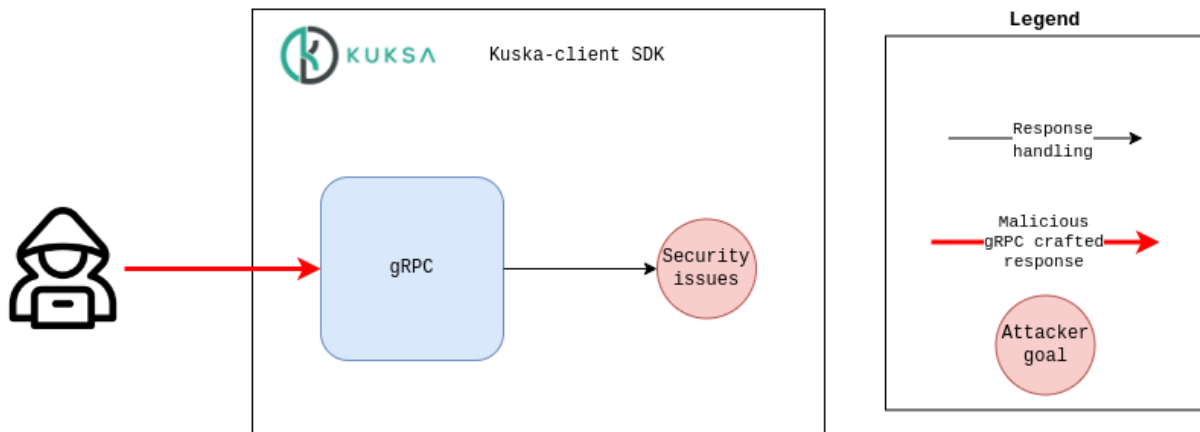 KUKSA
Kuska-client SDK
gRPC
Security
issues
Legend
Response
handling
Malicious
gRPC crafted
response
Attacker
goal